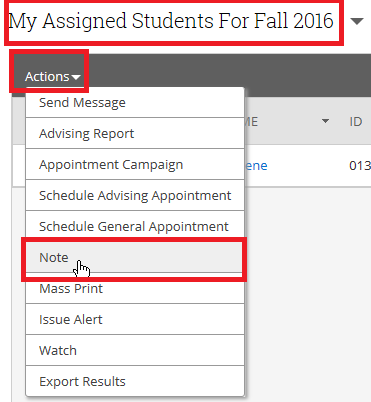 My Assigned Students For Fall 2016
Actions
Send Message
ME ID
Advising Report
Appointment Campaign
ene 013
Schedule Advising Appointment
Schedule General Appointment
Note
Mass Print
Issue Alert
Watch
Export Results